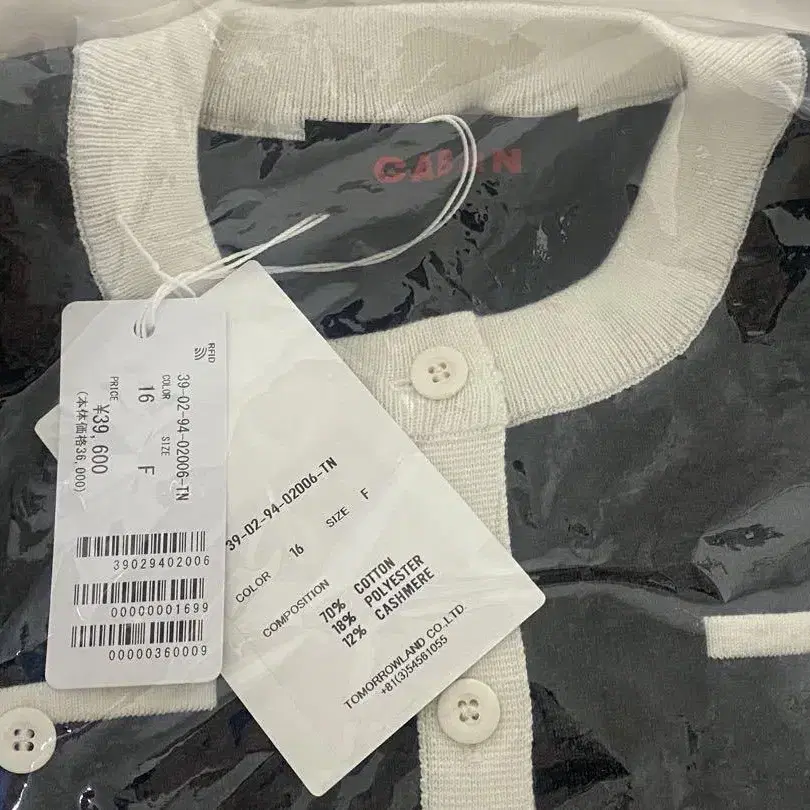 GABAN
RFID
39-02-94-02006-TN
COLOR
SIZE
16
F
PRICE
¥39,600
(本体価格36,000)
39029402006
00000001699
00000360009
39-02-94-02006-TN
COLOR 16 SIZE F
COMPOSITION
70% COTTON
18% POLYESTER
12% CASHMERE
TOMORROWLAND CO.,LTD.
+81(3)54561055